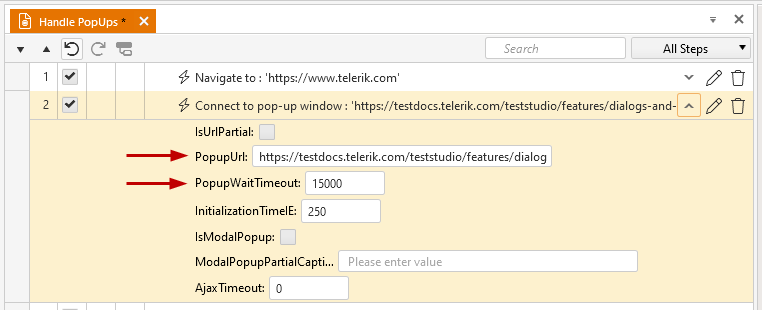 Handle PopUps *
Search
All Steps
1 Navigate to : 'https://www.telerik.com'
2 Connect to pop-up window : 'https://testdocs.telerik.com/teststudio/features/dialogs-and-
IsUrlPartial:
PopupUrl: https://testdocs.telerik.com/teststudio/features/dialog
PopupWaitTimeout: 15000
InitializationTimeIE: 250
IsModalPopup:
ModalPopupPartialCapti... Please enter value
AjaxTimeout: 0